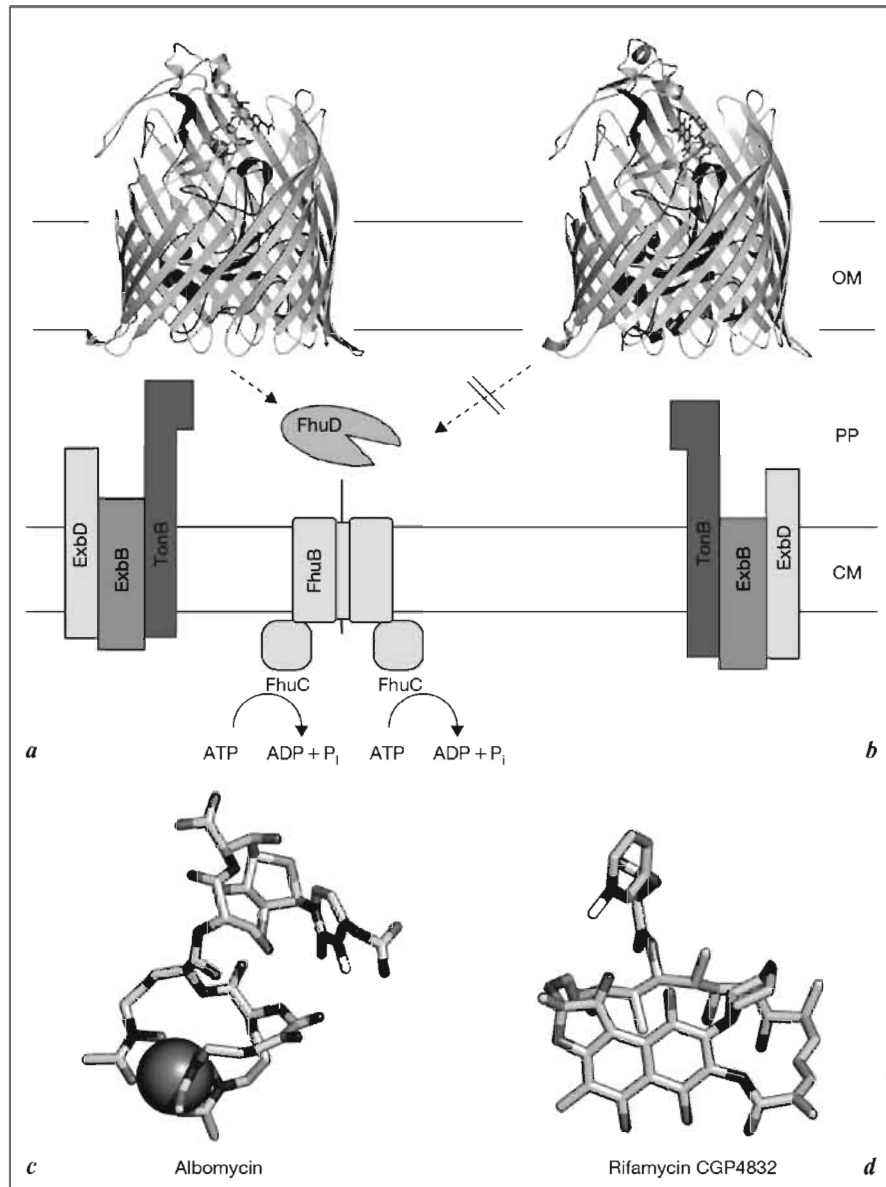 OM
FhuD
PP
ExbD
ExbB
TonB
FhuB
TonB
ExbB
ExbD
CM
FhuC
FhuC
a
ATP
ADP + Pl
ATP
ADP + Pi
b
c
Albomycin
Rifamycin CGP4832
d